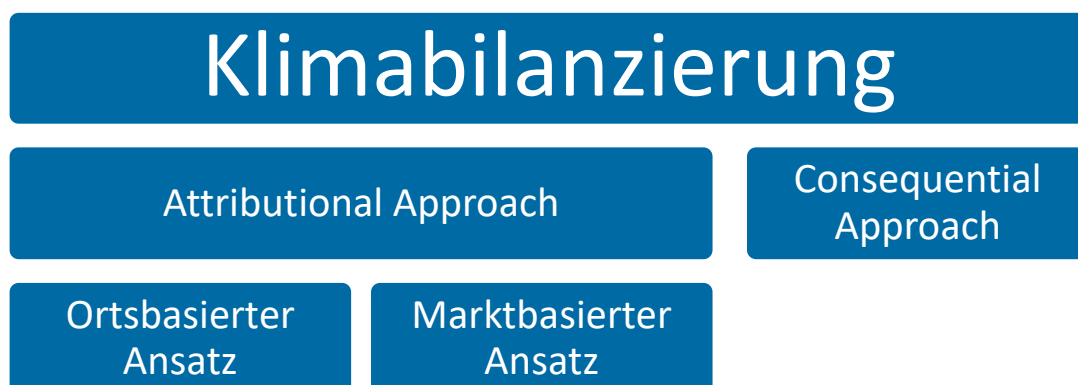 Klimabilanzierung
Attributional Approach
Consequential
Approach
Ortsbasierter
Ansatz
Marktbasierter
Ansatz